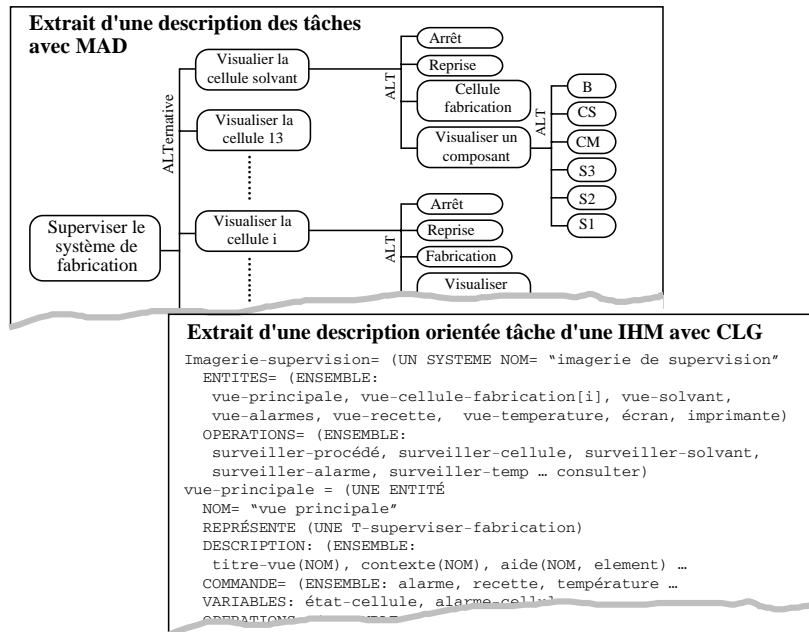 Extrait d'une description des tâches
avec MAD
Superviser le
système de
fabrication
ALTernative
Visualier la
cellule solvant
Visualiser la
cellule 13
Visualiser la
cellule i
ALT
Arrêt
Reprise
Cellule
fabrication
Visualiser un
composant
ALT
B
CS
CM
S3
S2
S1
ALT
Arrêt
Reprise
Fabrication
Visualiser
Extrait d'une description orientée tâche d'une IHM avec CLG
Imagerie-supervision= (UN SYSTEME NOM= “imagerie de supervision”
ENTITES= (ENSEMBLE:
vue-principale, vue-cellule-fabrication[i], vue-solvant,
vue-alarmes, vue-recette, vue-temperature, écran, imprimante)
OPERATIONS= (ENSEMBLE:
surveiller-procédé, surveiller-cellule, surveiller-solvant,
surveiller-alarme, surveiller-temp … consulter)
vue-principale = (UNE ENTITÉ
NOM= “vue principale”
REPRÉSENTE (UNE T-superviser-fabrication)
DESCRIPTION: (ENSEMBLE:
titre-vue(NOM), contexte(NOM), aide(NOM, element) …
COMMANDE= (ENSEMBLE: alarme, recette, température …
VARIABLES: état-cellule,